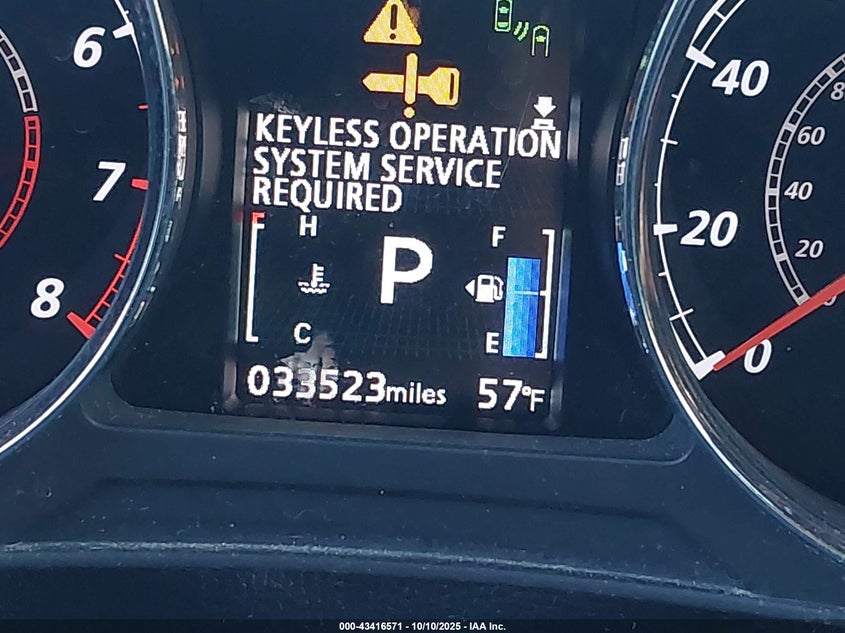 6
7
8
KEYLESS OPERATION
SYSTEM SERVICE
REQUIRED
H
F
P
C
E
033523miles
57°F
40
20
0
60
40
20
000-43416571 - 10/10/2025 - IAA Inc.